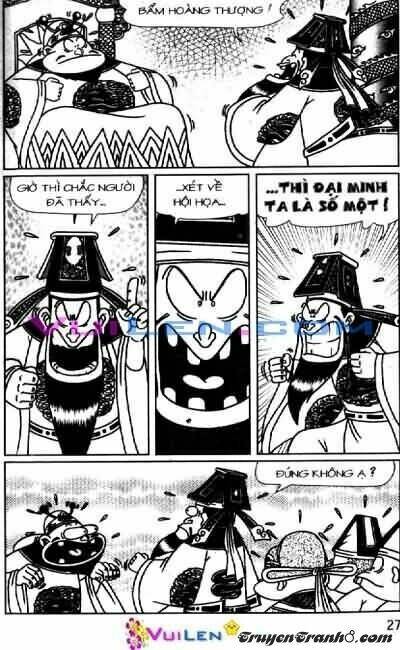 BẨM HOÀNG THƯỢNG!
GIỜ THÌ CHẮC NGƯỜI
ĐÃ THẤY...
...XÉT VỀ
HỘI HỌA...
...THÌ ĐẠI MINH
TA LÀ SỐ MỘT!
VUILEN.COM
ĐÚNG KHÔNG Ạ?
27
VUILEN
TruyenTranh8.com